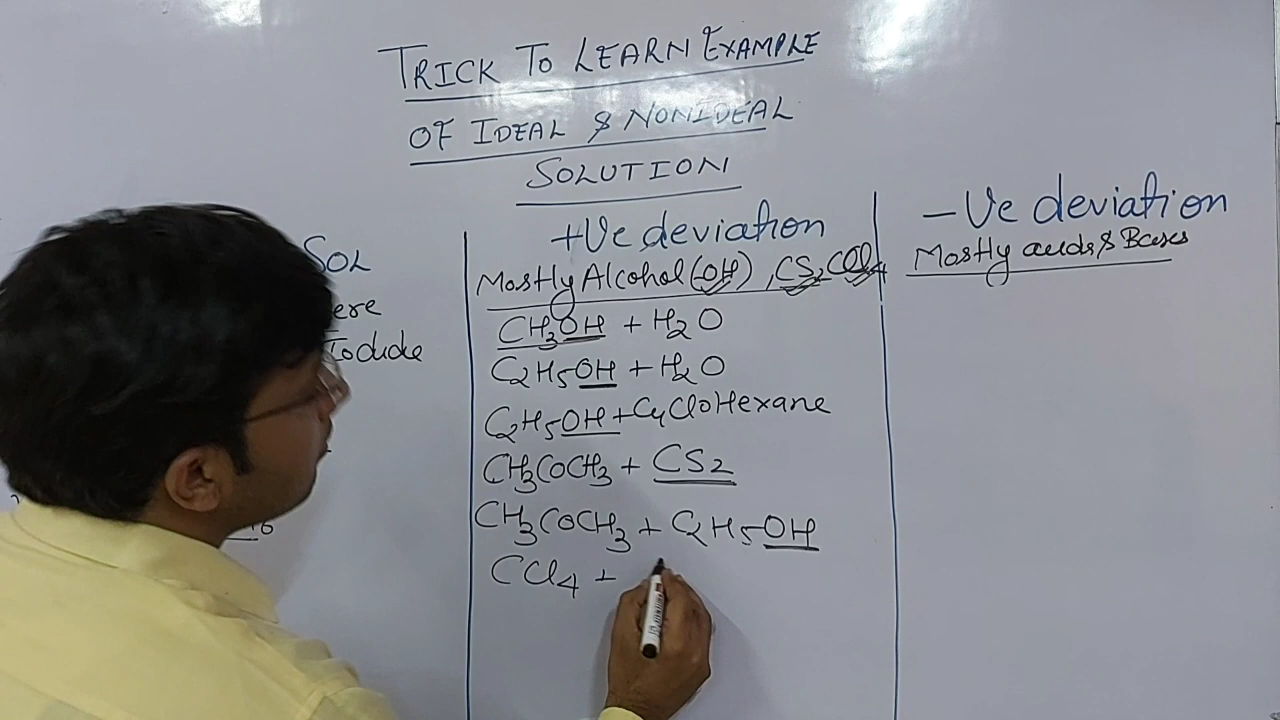 TRICK TO LEARN EXAMPLE
OF IDEAL & NONIDEAL
SOLUTION
SOL
ere
Iodide
+Ve deviation
Mostly Alcohol (OH), CS2 CCl4
CH3OH + H2O
C2H5OH + H2O
C2H5OH + CycloHexane
CH3COCH3 + CS2
CH3COCH3 + C2H5OH
CCl4 +
-Ve deviation
Mostly acids & Bases